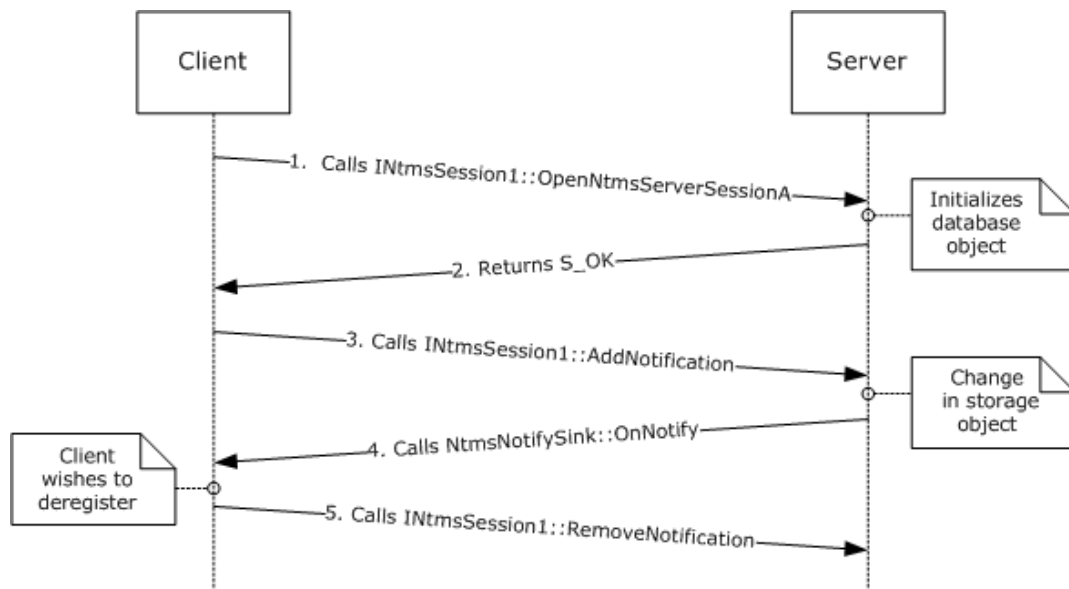 Client
Server
1. Calls INtmsSession1::OpenNtmsServerSessionA
Initializes
database
object
2. Returns S_OK
3. Calls INtmsSession1::AddNotification
Change
in storage
object
4. Calls NtmsNotifySink::OnNotify
Client
wishes to
deregister
5. Calls INtmsSession1::RemoveNotification